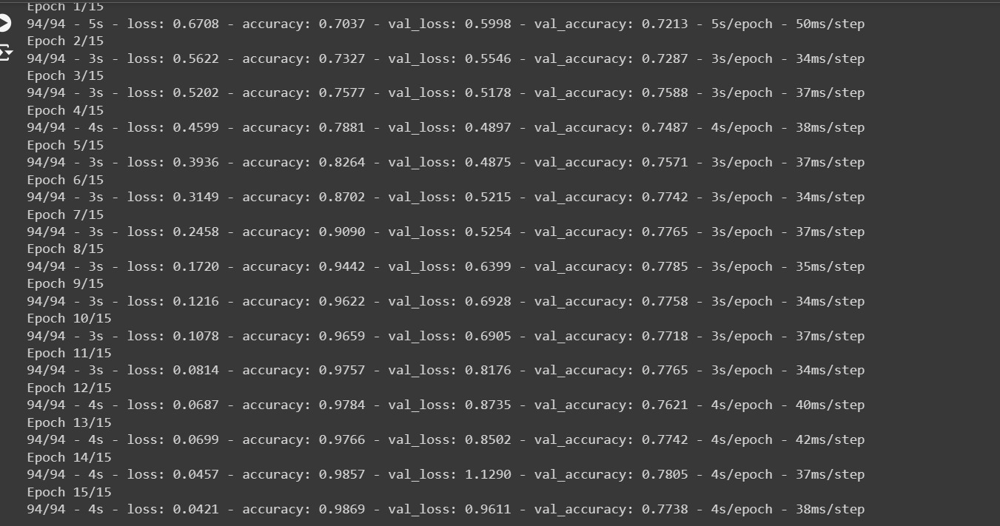 Epoch 1/15
94/94 - 5s - loss: 0.6708 - accuracy: 0.7037 - val_loss: 0.5998 - val_accuracy: 0.7213 - 5s/epoch - 50ms/step
Epoch 2/15
94/94 - 3s - loss: 0.5622 - accuracy: 0.7327 - val_loss: 0.5546 - val_accuracy: 0.7287 - 3s/epoch - 34ms/step
Epoch 3/15
94/94 - 3s - loss: 0.5202 - accuracy: 0.7577 - val_loss: 0.5178 - val_accuracy: 0.7588 - 3s/epoch - 37ms/step
Epoch 4/15
94/94 - 4s - loss: 0.4599 - accuracy: 0.7881 - val_loss: 0.4897 - val_accuracy: 0.7487 - 4s/epoch - 38ms/step
Epoch 5/15
94/94 - 3s - loss: 0.3936 - accuracy: 0.8264 - val_loss: 0.4875 - val_accuracy: 0.7571 - 3s/epoch - 37ms/step
Epoch 6/15
94/94 - 3s - loss: 0.3149 - accuracy: 0.8702 - val_loss: 0.5215 - val_accuracy: 0.7742 - 3s/epoch - 34ms/step
Epoch 7/15
94/94 - 3s - loss: 0.2458 - accuracy: 0.9090 - val_loss: 0.5254 - val_accuracy: 0.7765 - 3s/epoch - 37ms/step
Epoch 8/15
94/94 - 3s - loss: 0.1720 - accuracy: 0.9442 - val_loss: 0.6399 - val_accuracy: 0.7785 - 3s/epoch - 35ms/step
Epoch 9/15
94/94 - 3s - loss: 0.1216 - accuracy: 0.9622 - val_loss: 0.6928 - val_accuracy: 0.7758 - 3s/epoch - 34ms/step
Epoch 10/15
94/94 - 3s - loss: 0.1078 - accuracy: 0.9659 - val_loss: 0.6905 - val_accuracy: 0.7718 - 3s/epoch - 37ms/step
Epoch 11/15
94/94 - 3s - loss: 0.0814 - accuracy: 0.9757 - val_loss: 0.8176 - val_accuracy: 0.7765 - 3s/epoch - 34ms/step
Epoch 12/15
94/94 - 4s - loss: 0.0687 - accuracy: 0.9784 - val_loss: 0.8735 - val_accuracy: 0.7621 - 4s/epoch - 40ms/step
Epoch 13/15
94/94 - 4s - loss: 0.0699 - accuracy: 0.9766 - val_loss: 0.8502 - val_accuracy: 0.7742 - 4s/epoch - 42ms/step
Epoch 14/15
94/94 - 4s - loss: 0.0457 - accuracy: 0.9857 - val_loss: 1.1290 - val_accuracy: 0.7805 - 4s/epoch - 37ms/step
Epoch 15/15
94/94 - 4s - loss: 0.0421 - accuracy: 0.9869 - val_loss: 0.9611 - val_accuracy: 0.7738 - 4s/epoch - 38ms/step